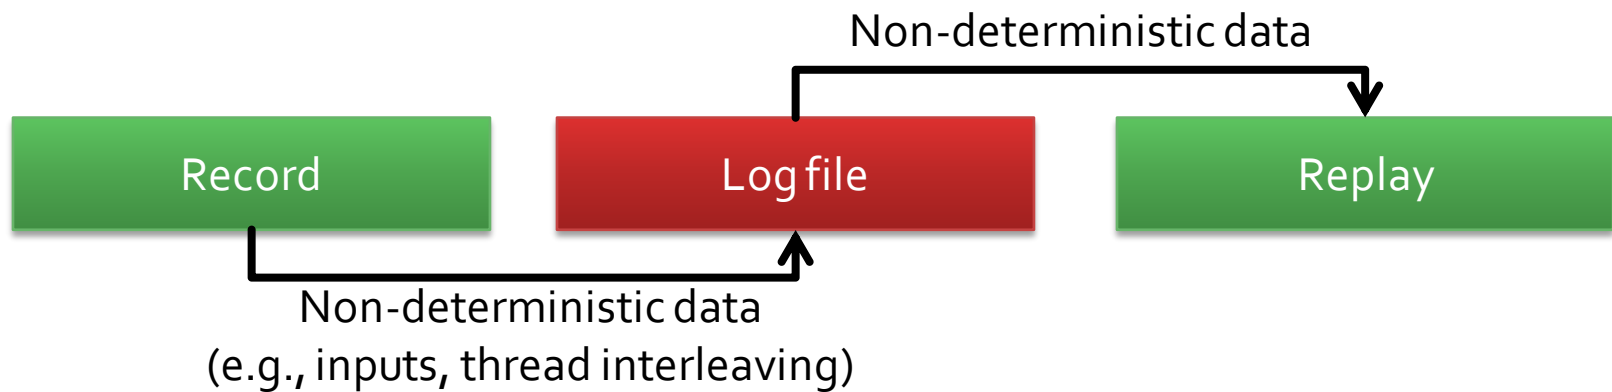 Non-deterministic data
Record
Log file
Replay
Non-deterministic data
(e.g., inputs, thread interleaving)